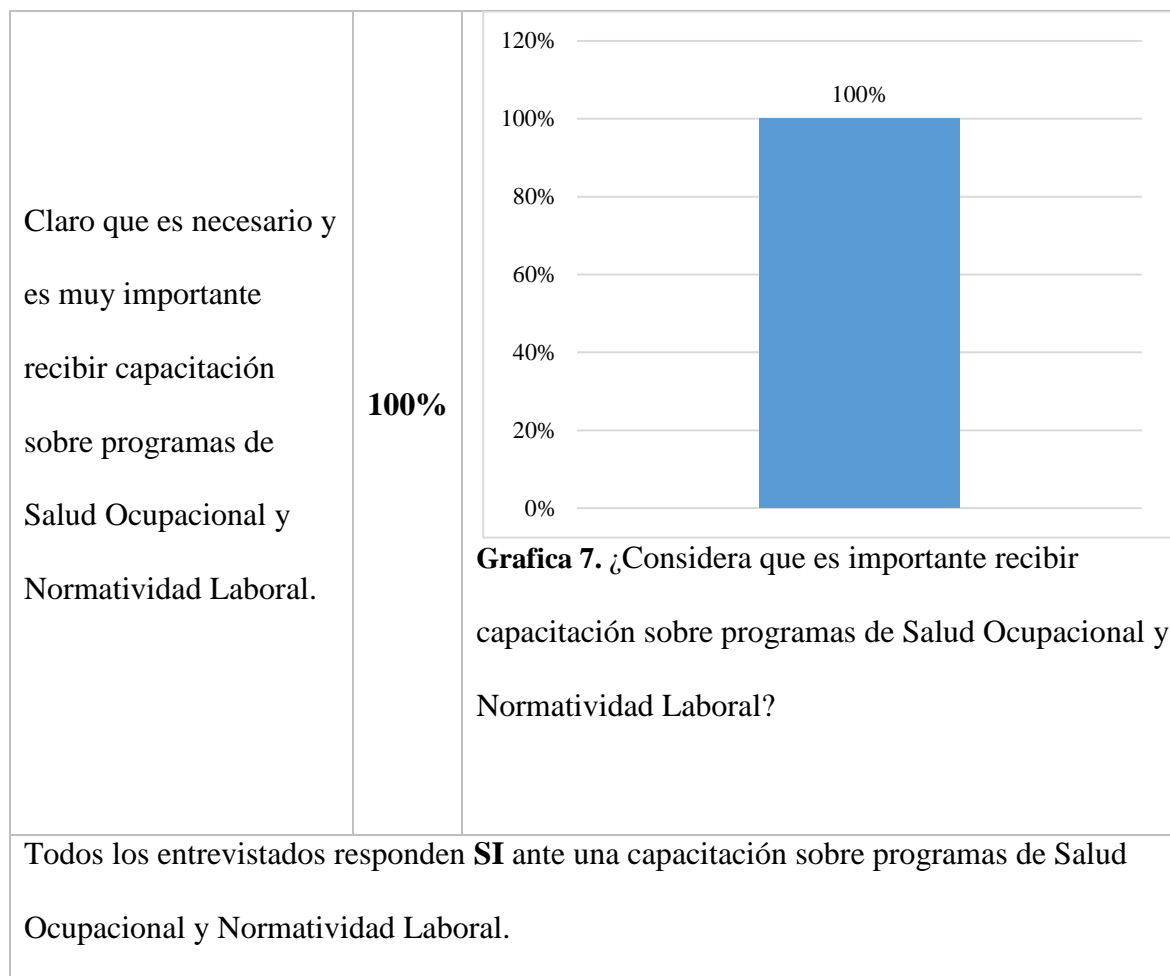 Claro que es necesario y
es muy importante
recibir capacitación
sobre programas de
Salud Ocupacional y
Normatividad Laboral.
100%
120%
100%
80%
60%
40%
20%
0%
100%
Grafica 7. ¿Considera que es importante recibir
capacitación sobre programas de Salud Ocupacional y
Normatividad Laboral?
Todos los entrevistados responden SI ante una capacitación sobre programas de Salud
Ocupacional y Normatividad Laboral.